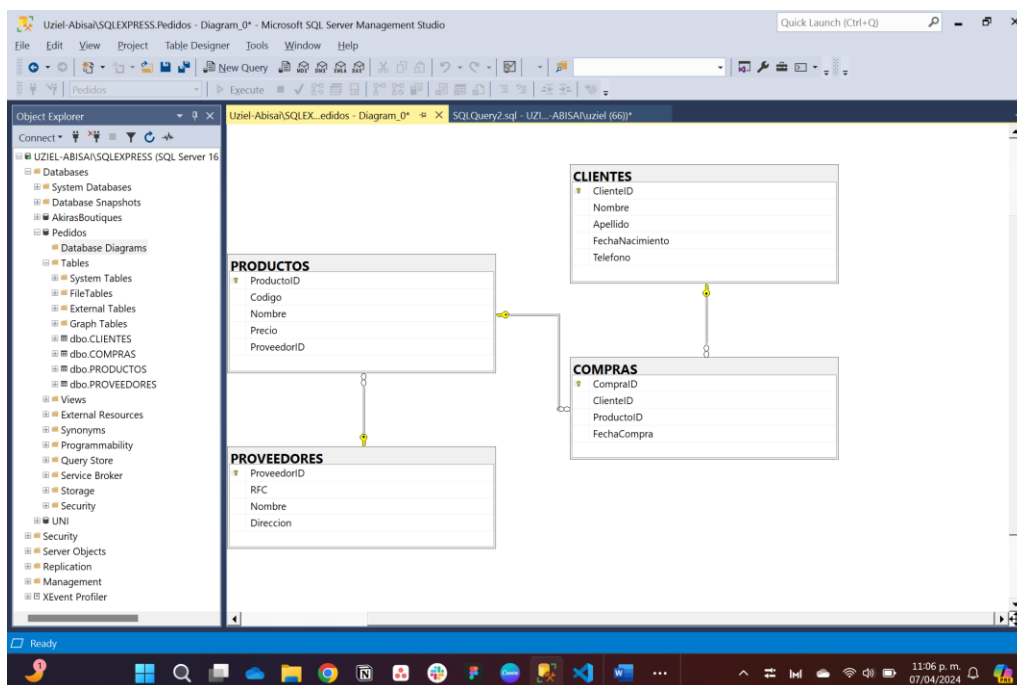 Uziel-Abisai\SQLEXPRESS.Pedidos - Diagram_0* - Microsoft SQL Server Management Studio
Quick Launch (Ctrl+Q)
File Edit View Project Table Designer Tools Window Help
New Query
MDX DMX XMLA DAX
Pedidos
Execute
Object Explorer
Uziel-Abisai\SQLEX...edidos - Diagram_0*
SQLQuery2.sql - UZI...-ABISAI\uziel (66))*
Connect
UZIEL-ABISAI\SQLEXPRESS (SQL Server 16
Databases
System Databases
Database Snapshots
AkirasBoutiques
Pedidos
Database Diagrams
Tables
System Tables
FileTables
External Tables
Graph Tables
dbo.CLIENTES
dbo.COMPRAS
dbo.PRODUCTOS
dbo.PROVEEDORES
Views
External Resources
Synonyms
Programmability
Query Store
Service Broker
Storage
Security
UNI
Security
Server Objects
Replication
Management
XEvent Profiler
CLIENTES
ClienteID
Nombre
Apellido
FechaNacimiento
Telefono
PRODUCTOS
ProductoID
Codigo
Nombre
Precio
ProveedorID
COMPRAS
CompraID
ClienteID
ProductoID
FechaCompra
PROVEEDORES
ProveedorID
RFC
Nombre
Direccion
Ready
1
11:06 p. m.
07/04/2024